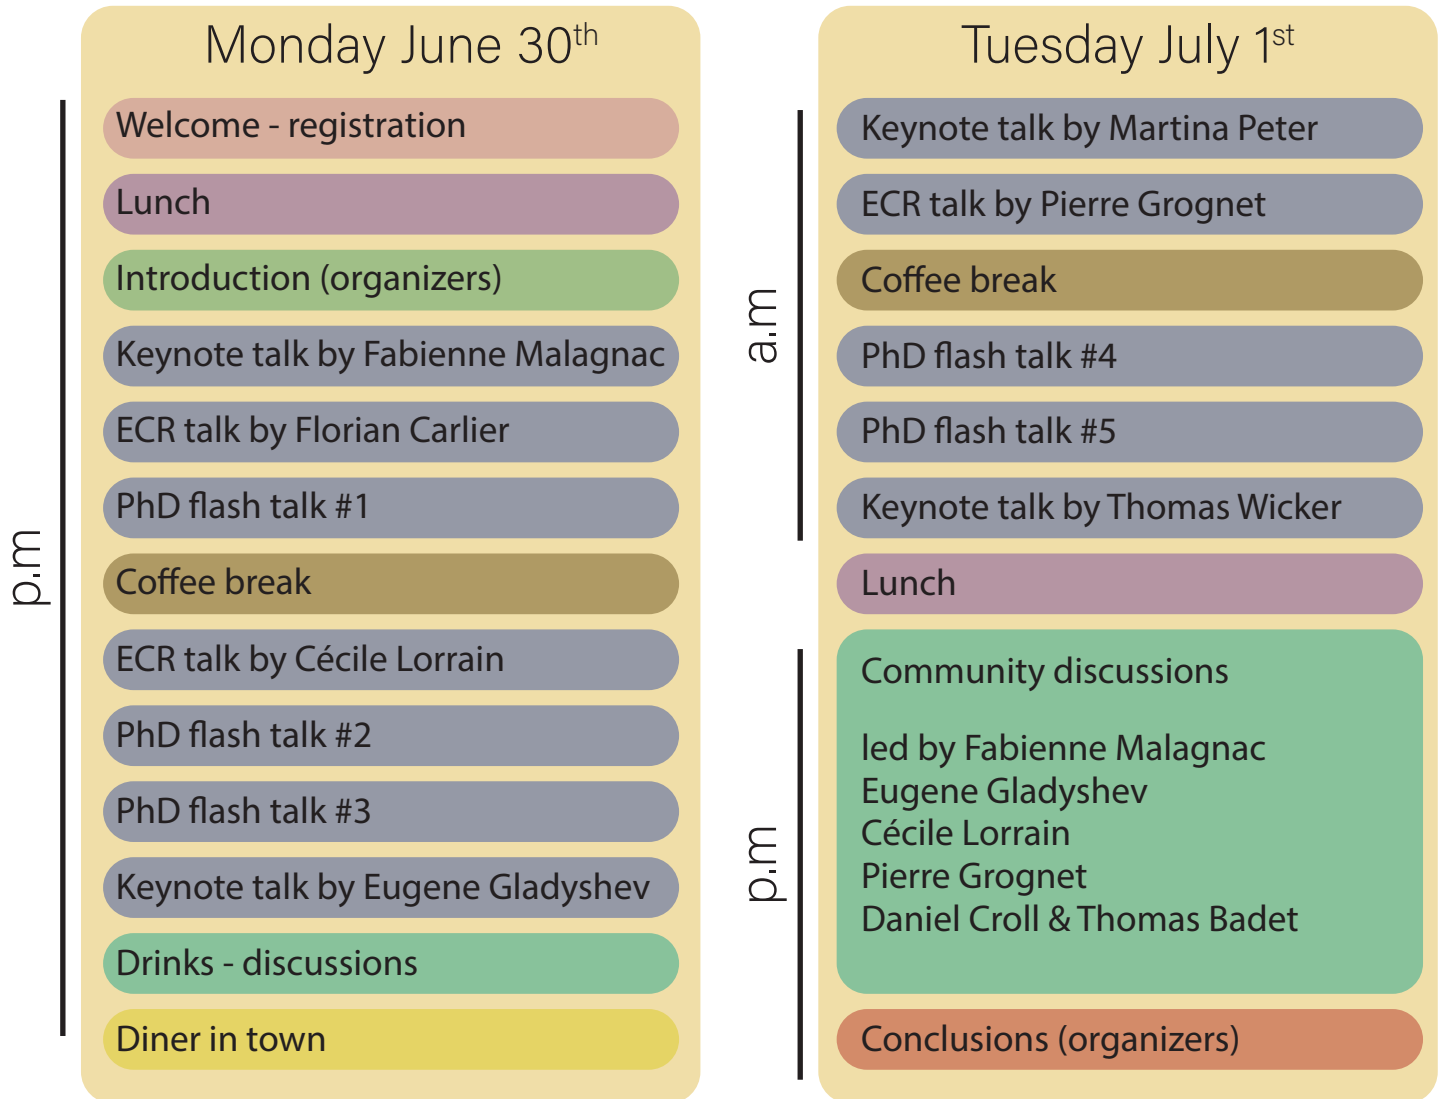 Monday June 30th
p.m
Welcome - registration
Lunch
Introduction (organizers)
Keynote talk by Fabienne Malagnac
ECR talk by Florian Carlier
PhD flash talk #1
Coffee break
ECR talk by Cécile Lorrain
PhD flash talk #2
PhD flash talk #3
Keynote talk by Eugene Gladyshev
Drinks - discussions
Diner in town
Tuesday July 1st
a.m
Keynote talk by Martina Peter
ECR talk by Pierre Grognet
Coffee break
PhD flash talk #4
PhD flash talk #5
Keynote talk by Thomas Wicker
Lunch
p.m
Community discussions
led by Fabienne Malagnac
Eugene Gladyshev
Cécile Lorrain
Pierre Grognet
Daniel Croll & Thomas Badet
Conclusions (organizers)